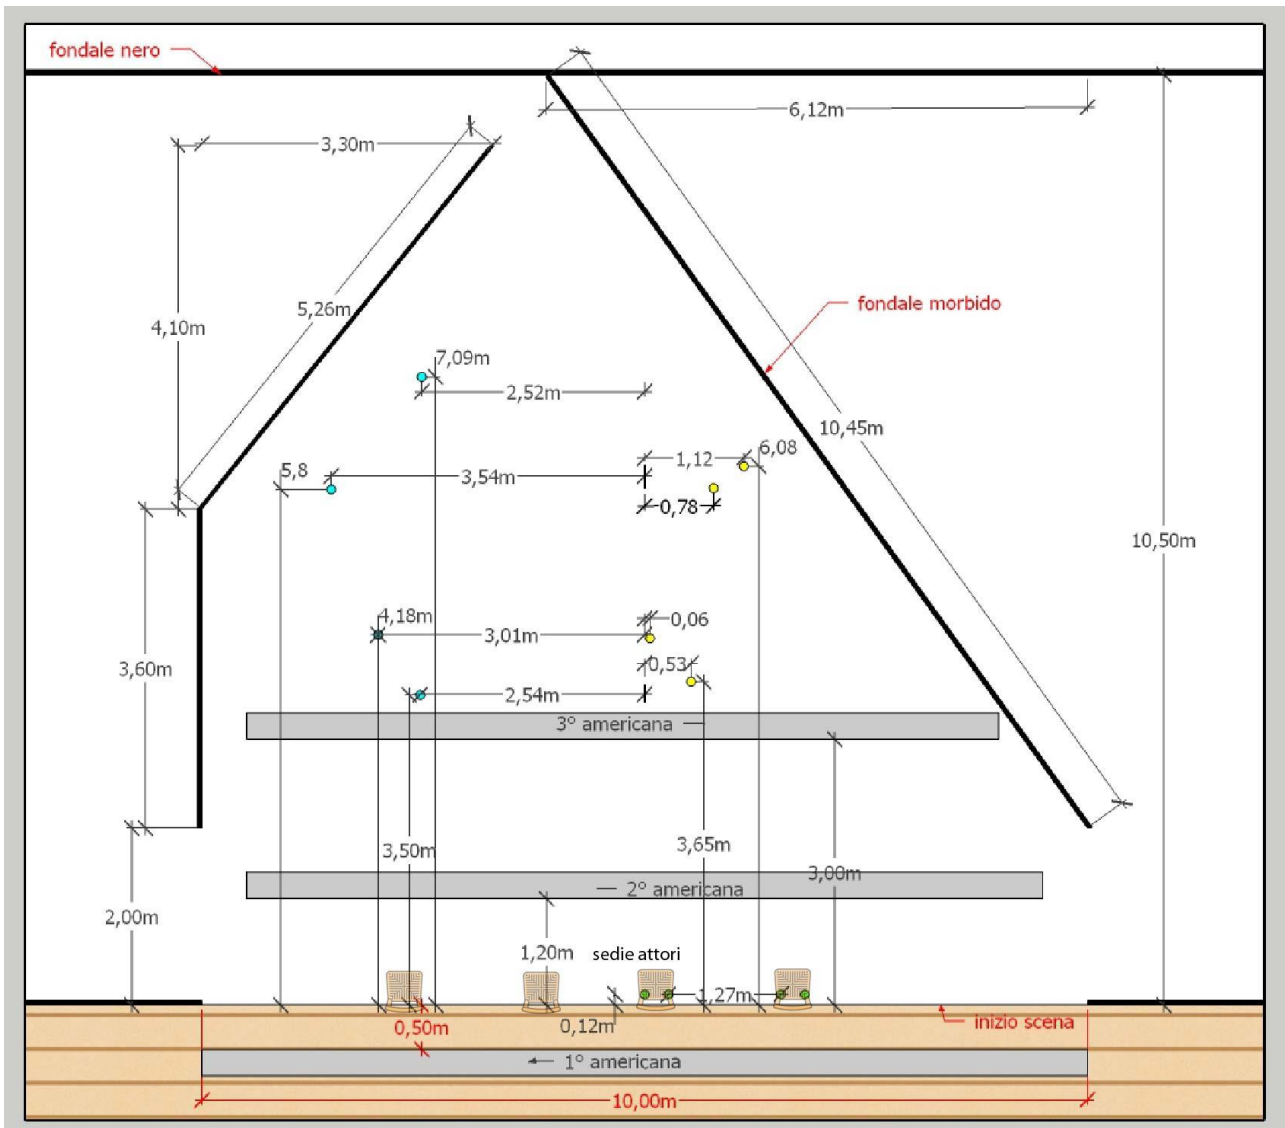 fondale nero
6,12m
3,30m
5,26m
fondale morbido
4,10m
7,09m
2,52m
10,45m
6,08
1,12
5,8
3,54m
0,78
10,50m
4,18m
0,06
3,01m
0,53
3,60m
2,54m
3° americana
3,65m
3,50m
3,00m
2° americana
2,00m
1,20m
sedie attori
1,27m
0,50m
0,12m
inizio scena
1° americana
10,00m